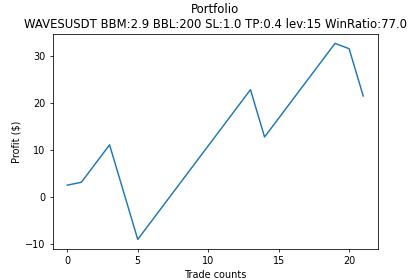 Portfolio
WAVESUSDT BBM:2.9 BBL:200 SL:1.0 TP:0.4 lev:15 WinRatio:77.0
Profit ($)
30
20
10
0
−10
0
5
10
15
20
Trade counts